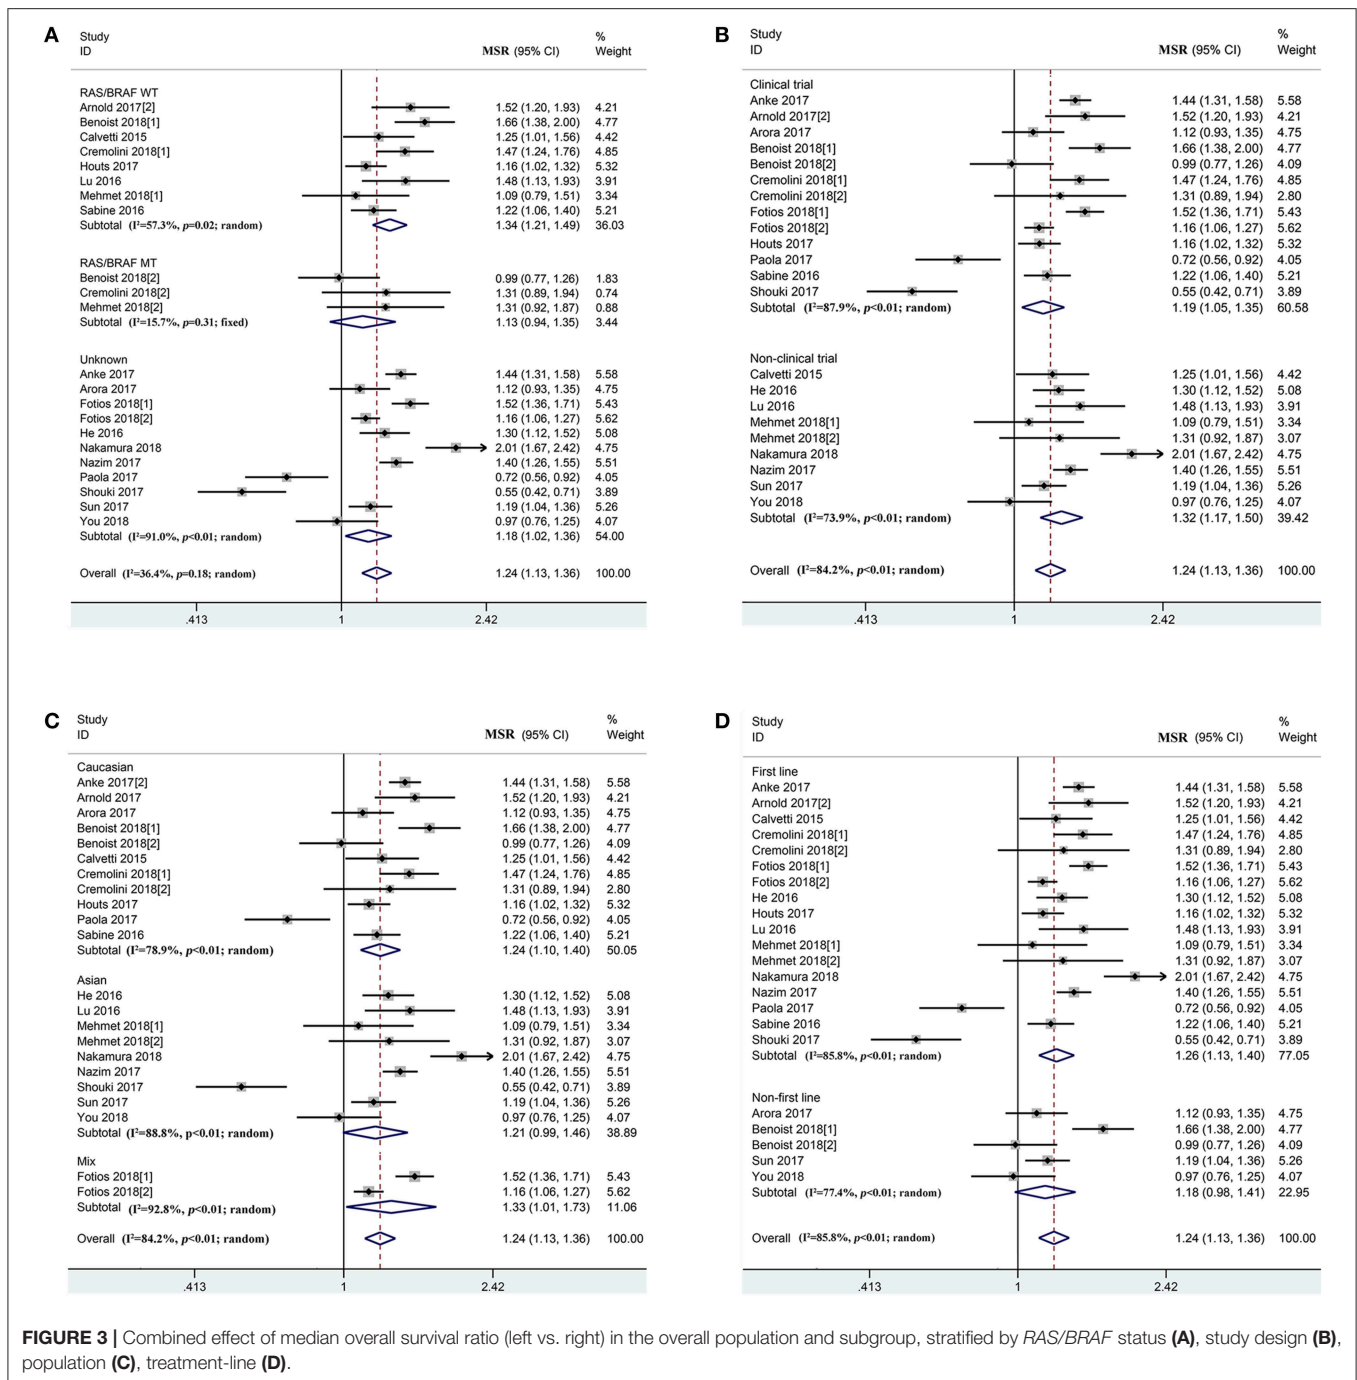 A
Study %
ID MSR (95% CI) Weight
RAS/BRAF WT
Arnold 2017[2] 1.52 (1.20, 1.93) 4.21
Benoist 2018[1] 1.66 (1.38, 2.00) 4.77
Calvetti 2015 1.25 (1.01, 1.56) 4.42
Cremolini 2018[1] 1.47 (1.24, 1.76) 4.85
Houts 2017 1.16 (1.02, 1.32) 5.32
Lu 2016 1.48 (1.13, 1.93) 3.91
Mehmet 2018[1] 1.09 (0.79, 1.51) 3.34
Sabine 2016 1.22 (1.06, 1.40) 5.21
Subtotal (I²=57.3%, p=0.02; random) 1.34 (1.21, 1.49) 36.03
RAS/BRAF MT
Benoist 2018[2] 0.99 (0.77, 1.26) 1.83
Cremolini 2018[2] 1.31 (0.89, 1.94) 0.74
Mehmet 2018[2] 1.31 (0.92, 1.87) 0.88
Subtotal (I²=15.7%, p=0.31; fixed) 1.13 (0.94, 1.35) 3.44
Unknown
Anke 2017 1.44 (1.31, 1.58) 5.58
Arora 2017 1.12 (0.93, 1.35) 4.75
Fotios 2018[1] 1.52 (1.36, 1.71) 5.43
Fotios 2018[2] 1.16 (1.06, 1.27) 5.62
He 2016 1.30 (1.12, 1.52) 5.08
Nakamura 2018 2.01 (1.67, 2.42) 4.75
Nazim 2017 1.40 (1.26, 1.55) 5.51
Paola 2017 0.72 (0.56, 0.92) 4.05
Shouki 2017 0.55 (0.42, 0.71) 3.89
Sun 2017 1.19 (1.04, 1.36) 5.26
You 2018 0.97 (0.76, 1.25) 4.07
Subtotal (I²=91.0%, p<0.01; random) 1.18 (1.02, 1.36) 54.00
Overall (I²=36.4%, p=0.18; random) 1.24 (1.13, 1.36) 100.00
.413 1 2.42
B
Study %
ID MSR (95% CI) Weight
Clinical trial
Anke 2017 1.44 (1.31, 1.58) 5.58
Arnold 2017[2] 1.52 (1.20, 1.93) 4.21
Arora 2017 1.12 (0.93, 1.35) 4.75
Benoist 2018[1] 1.66 (1.38, 2.00) 4.77
Benoist 2018[2] 0.99 (0.77, 1.26) 4.09
Cremolini 2018[1] 1.47 (1.24, 1.76) 4.85
Cremolini 2018[2] 1.31 (0.89, 1.94) 2.80
Fotios 2018[1] 1.52 (1.36, 1.71) 5.43
Fotios 2018[2] 1.16 (1.06, 1.27) 5.62
Houts 2017 1.16 (1.02, 1.32) 5.32
Paola 2017 0.72 (0.56, 0.92) 4.05
Sabine 2016 1.22 (1.06, 1.40) 5.21
Shouki 2017 0.55 (0.42, 0.71) 3.89
Subtotal (I²=87.9%, p<0.01; random) 1.19 (1.05, 1.35) 60.58
Non-clinical trial
Calvetti 2015 1.25 (1.01, 1.56) 4.42
He 2016 1.30 (1.12, 1.52) 5.08
Lu 2016 1.48 (1.13, 1.93) 3.91
Mehmet 2018[1] 1.09 (0.79, 1.51) 3.34
Mehmet 2018[2] 1.31 (0.92, 1.87) 3.07
Nakamura 2018 2.01 (1.67, 2.42) 4.75
Nazim 2017 1.40 (1.26, 1.55) 5.51
Sun 2017 1.19 (1.04, 1.36) 5.26
You 2018 0.97 (0.76, 1.25) 4.07
Subtotal (I²=73.9%, p<0.01; random) 1.32 (1.17, 1.50) 39.42
Overall (I²=84.2%, p<0.01; random) 1.24 (1.13, 1.36) 100.00
.413 1 2.42
C
Study %
ID MSR (95% CI) Weight
Caucasian
Anke 2017[2] 1.44 (1.31, 1.58) 5.58
Arnold 2017 1.52 (1.20, 1.93) 4.21
Arora 2017 1.12 (0.93, 1.35) 4.75
Benoist 2018[1] 1.66 (1.38, 2.00) 4.77
Benoist 2018[2] 0.99 (0.77, 1.26) 4.09
Calvetti 2015 1.25 (1.01, 1.56) 4.42
Cremolini 2018[1] 1.47 (1.24, 1.76) 4.85
Cremolini 2018[2] 1.31 (0.89, 1.94) 2.80
Houts 2017 1.16 (1.02, 1.32) 5.32
Paola 2017 0.72 (0.56, 0.92) 4.05
Sabine 2016 1.22 (1.06, 1.40) 5.21
Subtotal (I²=78.9%, p<0.01; random) 1.24 (1.10, 1.40) 50.05
Asian
He 2016 1.30 (1.12, 1.52) 5.08
Lu 2016 1.48 (1.13, 1.93) 3.91
Mehmet 2018[1] 1.09 (0.79, 1.51) 3.34
Mehmet 2018[2] 1.31 (0.92, 1.87) 3.07
Nakamura 2018 2.01 (1.67, 2.42) 4.75
Nazim 2017 1.40 (1.26, 1.55) 5.51
Shouki 2017 0.55 (0.42, 0.71) 3.89
Sun 2017 1.19 (1.04, 1.36) 5.26
You 2018 0.97 (0.76, 1.25) 4.07
Subtotal (I²=88.8%, p<0.01; random) 1.21 (0.99, 1.46) 38.89
Mix
Fotios 2018[1] 1.52 (1.36, 1.71) 5.43
Fotios 2018[2] 1.16 (1.06, 1.27) 5.62
Subtotal (I²=92.8%, p<0.01; random) 1.33 (1.01, 1.73) 11.06
Overall (I²=84.2%, p<0.01; random) 1.24 (1.13, 1.36) 100.00
.413 1 2.42
D
Study %
ID MSR (95% CI) Weight
First line
Anke 2017 1.44 (1.31, 1.58) 5.58
Arnold 2017[2] 1.52 (1.20, 1.93) 4.21
Calvetti 2015 1.25 (1.01, 1.56) 4.42
Cremolini 2018[1] 1.47 (1.24, 1.76) 4.85
Cremolini 2018[2] 1.31 (0.89, 1.94) 2.80
Fotios 2018[1] 1.52 (1.36, 1.71) 5.43
Fotios 2018[2] 1.16 (1.06, 1.27) 5.62
He 2016 1.30 (1.12, 1.52) 5.08
Houts 2017 1.16 (1.02, 1.32) 5.32
Lu 2016 1.48 (1.13, 1.93) 3.91
Mehmet 2018[1] 1.09 (0.79, 1.51) 3.34
Mehmet 2018[2] 1.31 (0.92, 1.87) 3.07
Nakamura 2018 2.01 (1.67, 2.42) 4.75
Nazim 2017 1.40 (1.26, 1.55) 5.51
Paola 2017 0.72 (0.56, 0.92) 4.05
Sabine 2016 1.22 (1.06, 1.40) 5.21
Shouki 2017 0.55 (0.42, 0.71) 3.89
Subtotal (I²=85.8%, p<0.01; random) 1.26 (1.13, 1.40) 77.05
Non-first line
Arora 2017 1.12 (0.93, 1.35) 4.75
Benoist 2018[1] 1.66 (1.38, 2.00) 4.77
Benoist 2018[2] 0.99 (0.77, 1.26) 4.09
Sun 2017 1.19 (1.04, 1.36) 5.26
You 2018 0.97 (0.76, 1.25) 4.07
Subtotal (I²=77.4%, p<0.01; random) 1.18 (0.98, 1.41) 22.95
Overall (I²=85.8%, p<0.01; random) 1.24 (1.13, 1.36) 100.00
.413 1 2.42
FIGURE 3 | Combined effect of median overall survival ratio (left vs. right) in the overall population and subgroup, stratified by RAS/BRAF status (A), study design (B),
population (C), treatment-line (D).